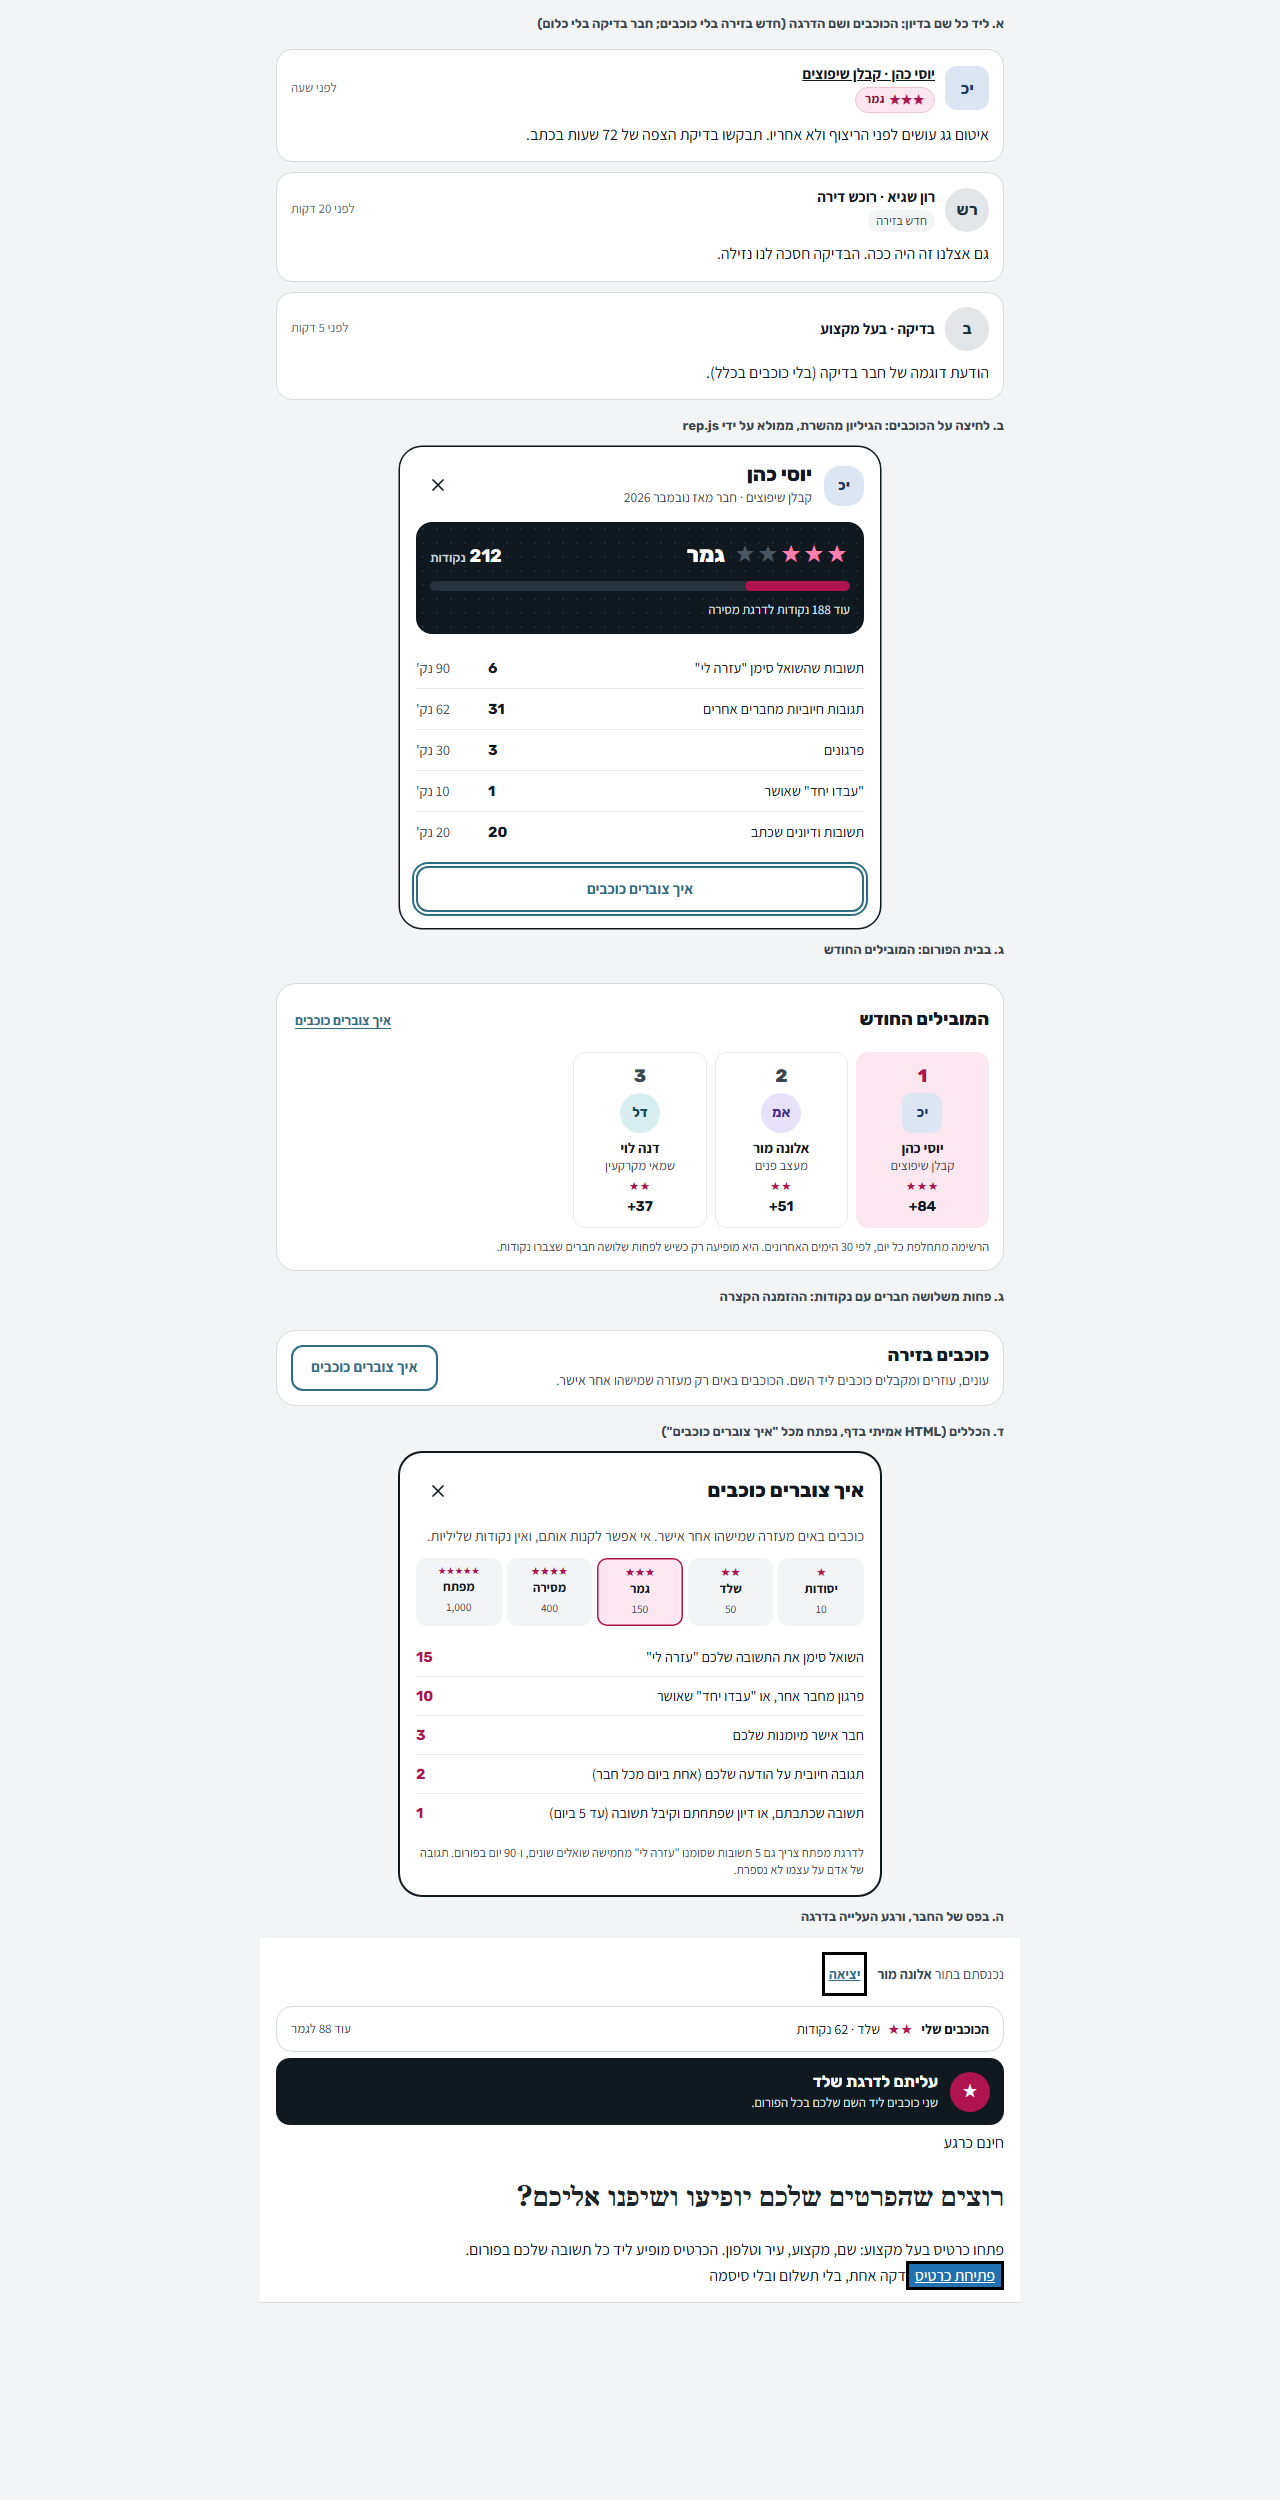 א. ליד כל שם בדיון: הכוכבים ושם הדרגה (חדש בזירה בלי כוכבים; חבר בדיקה בלי כלום)
יכ
יוסי כהן · קבלן שיפוצים
לפני שעה
★★★ גמר
איטום גג עושים לפני הריצוף ולא אחריו. תבקשו בדיקת הצפה של 72 שעות בכתב.
רש
רון שגיא · רוכש דירה
לפני 20 דקות
חדש בזירה
גם אצלנו זה היה ככה. הבדיקה חסכה לנו נזילה.
ב
בדיקה · בעל מקצוע
לפני 5 דקות
הודעת דוגמה של חבר בדיקה (בלי כוכבים בכלל).
ב. לחיצה על הכוכבים: הגיליון מהשרת, ממולא על ידי rep.js
יכ
יוסי כהן
קבלן שיפוצים · חבר מאז נובמבר 2026
★★★★★ גמר
212 נקודות
עוד 188 נקודות לדרגת מסירה
תשובות שהשואל סימן "עזרה לי" 6 90 נק'
תגובות חיוביות מחברים אחרים 31 62 נק'
פרגונים 3 30 נק'
"עבדו יחד" שאושר 1 10 נק'
תשובות ודיונים שכתב 20 20 נק'
איך צוברים כוכבים
ג. בבית הפורום: המובילים החודש
המובילים החודש
איך צוברים כוכבים
1
יכ
יוסי כהן
קבלן שיפוצים
★★★
+84
2
אמ
אלונה מור
מעצב פנים
★★
+51
3
דל
דנה לוי
שמאי מקרקעין
★★
+37
הרשימה מתחלפת כל יום, לפי 30 הימים האחרונים. היא מופיעה רק כשיש לפחות שלושה חברים שצברו נקודות.
ג. פחות משלושה חברים עם נקודות: ההזמנה הקצרה
כוכבים בזירה
עונים, עוזרים ומקבלים כוכבים ליד השם. הכוכבים באים רק מעזרה שמישהו אחר אישר.
איך צוברים כוכבים
ד. הכללים (HTML אמיתי בדף, נפתח מכל "איך צוברים כוכבים")
איך צוברים כוכבים
כוכבים באים מעזרה שמישהו אחר אישר. אי אפשר לקנות אותם, ואין נקודות שליליות.
★
יסודות
10
★★
שלד
50
★★★
גמר
150
★★★★
מסירה
400
★★★★★
מפתח
1,000
השואל סימן את התשובה שלכם "עזרה לי" 15
פרגון מחבר אחר, או "עבדו יחד" שאושר 10
חבר אישר מיומנות שלכם 3
תגובה חיובית על הודעה שלכם (אחת ביום מכל חבר) 2
תשובה שכתבתם, או דיון שפתחתם וקיבל תשובה (עד 5 ביום) 1
לדרגת מפתח צריך גם 5 תשובות שסומנו "עזרה לי" מחמישה שואלים שונים, ו-90 יום בפורום. תגובה
של אדם על עצמו לא נספרת.
ה. בפס של החבר, ורגע העלייה בדרגה
נכנסתם בתור אלונה מור יציאה
הכוכבים שלי ★★ שלד · 62 נקודות
עוד 88 לגמר
★
עליתם לדרגת שלד
שני כוכבים ליד השם שלכם בכל הפורום.
חינם כרגע
רוצים שהפרטים שלכם יופיעו ושיפנו אליכם?
פתחו כרטיס בעל מקצוע: שם, מקצוע, עיר וטלפון. הכרטיס מופיע ליד כל תשובה שלכם בפורום.
פתיחת כרטיס דקה אחת, בלי תשלום ובלי סיסמה